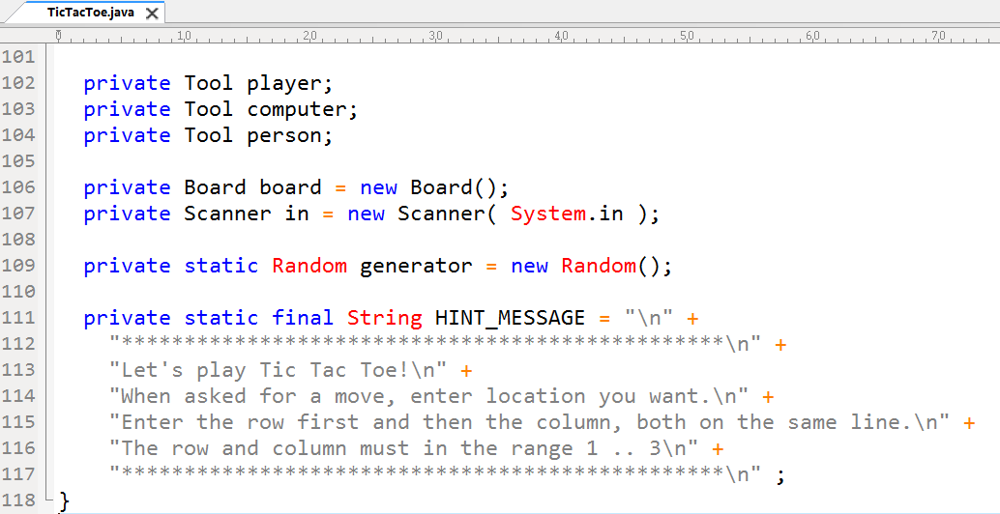 TicTacToe.java
0 10 20 30 40 50 60 70
101
102 private Tool player;
103 private Tool computer;
104 private Tool person;
105
106 private Board board = new Board();
107 private Scanner in = new Scanner( System.in );
108
109 private static Random generator = new Random();
110
111 private static final String HINT_MESSAGE = "\n" +
112 "************************************************\n" +
113 "Let's play Tic Tac Toe!\n" +
114 "When asked for a move, enter location you want.\n" +
115 "Enter the row first and then the column, both on the same line.\n" +
116 "The row and column must in the range 1 .. 3\n" +
117 "************************************************\n" ;
118 }